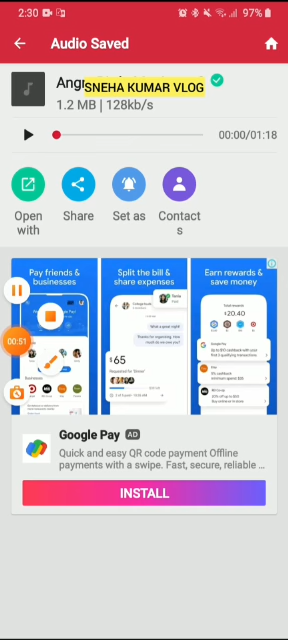 2:30
97%
Audio Saved
SNEHA KUMAR VLOG
1.2 MB | 128kb/s
00:00/01:18
Open with
Share
Set as
Contacts
Pay friends & businesses
Split the bill & share expenses
Earn rewards & save money
$20.40
$65
00:51
Google Pay AD
Quick and easy QR code payment Offline
payments with a swipe. Fast, secure, reliable ...
INSTALL